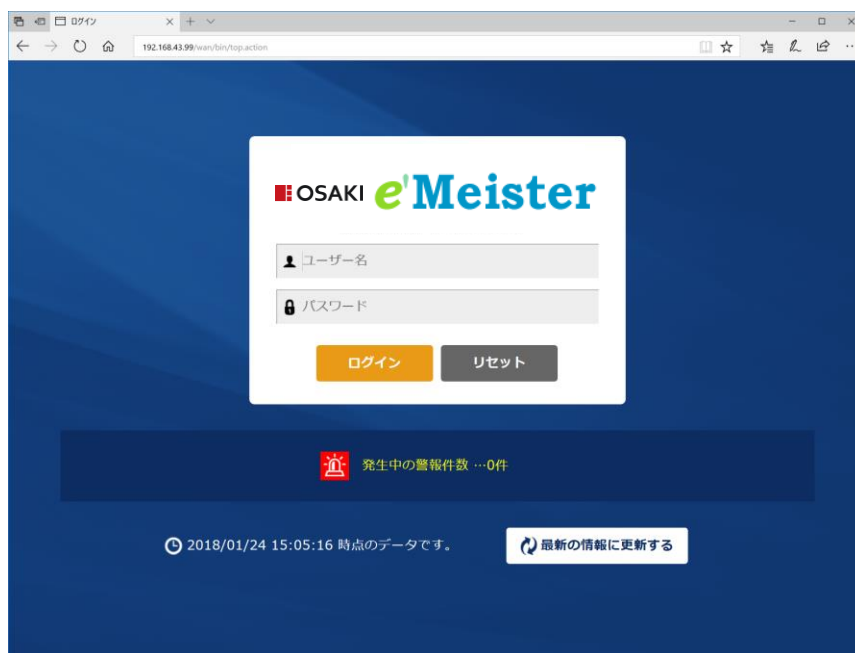 ログイン
192.168.43.99/wan/bin/top.action
OSAKI e'Meister
ユーザー名
パスワード
ログイン リセット
発生中の警報件数 …0件
2018/01/24 15:05:16 時点のデータです。 最新の情報に更新する